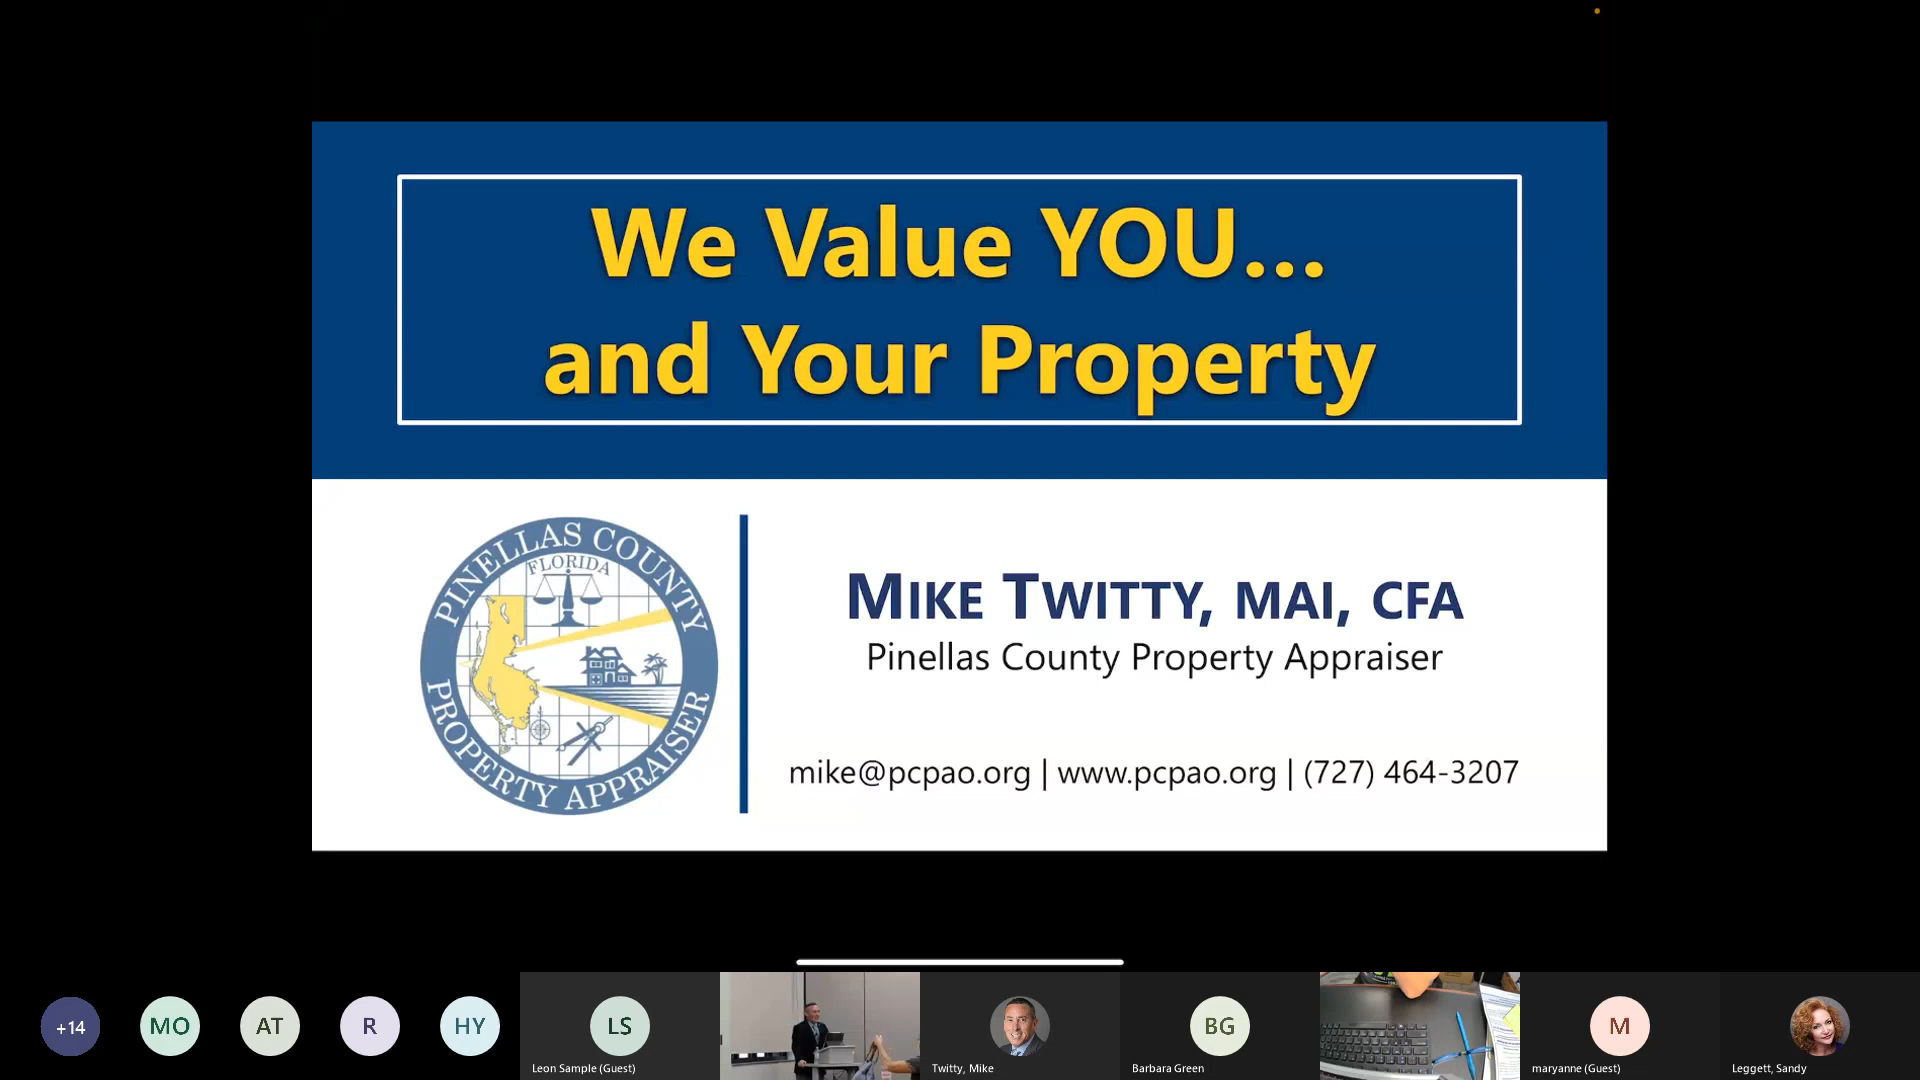 We Value YOU...
and Your Property
PINELLAS COUNTY
FLORIDA
PROPERTY APPRAISER
MIKE TWITTY, MAI, CFA
Pinellas County Property Appraiser
mike@pcpao.org | www.pcpao.org | (727) 464-3207
+14
MO
AT
R
HY
LS
Leon Sample (Guest)
Twitty, Mike
BG
Barbara Green
M
maryanne (Guest)
Leggett, Sandy